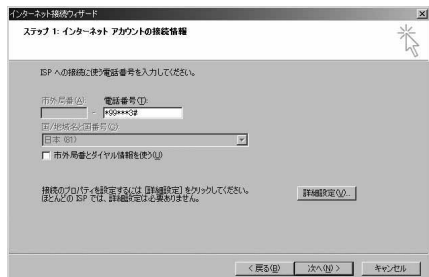 インターネット接続ウィザード
ステップ 1: インターネット アカウントの接続情報
ISP への接続に使う電話番号を入力してください。
市外局番(A): 電話番号(T):
- *99***3#
国/地域名と国番号(O)
日本 (81)
市外局番とダイヤル情報を使う(U)
接続のプロパティを設定するには [詳細設定] をクリックしてください。
ほとんどの ISP では、詳細設定は必要ありません。
詳細設定(V)...
< 戻る(B) 次へ(N) > キャンセル